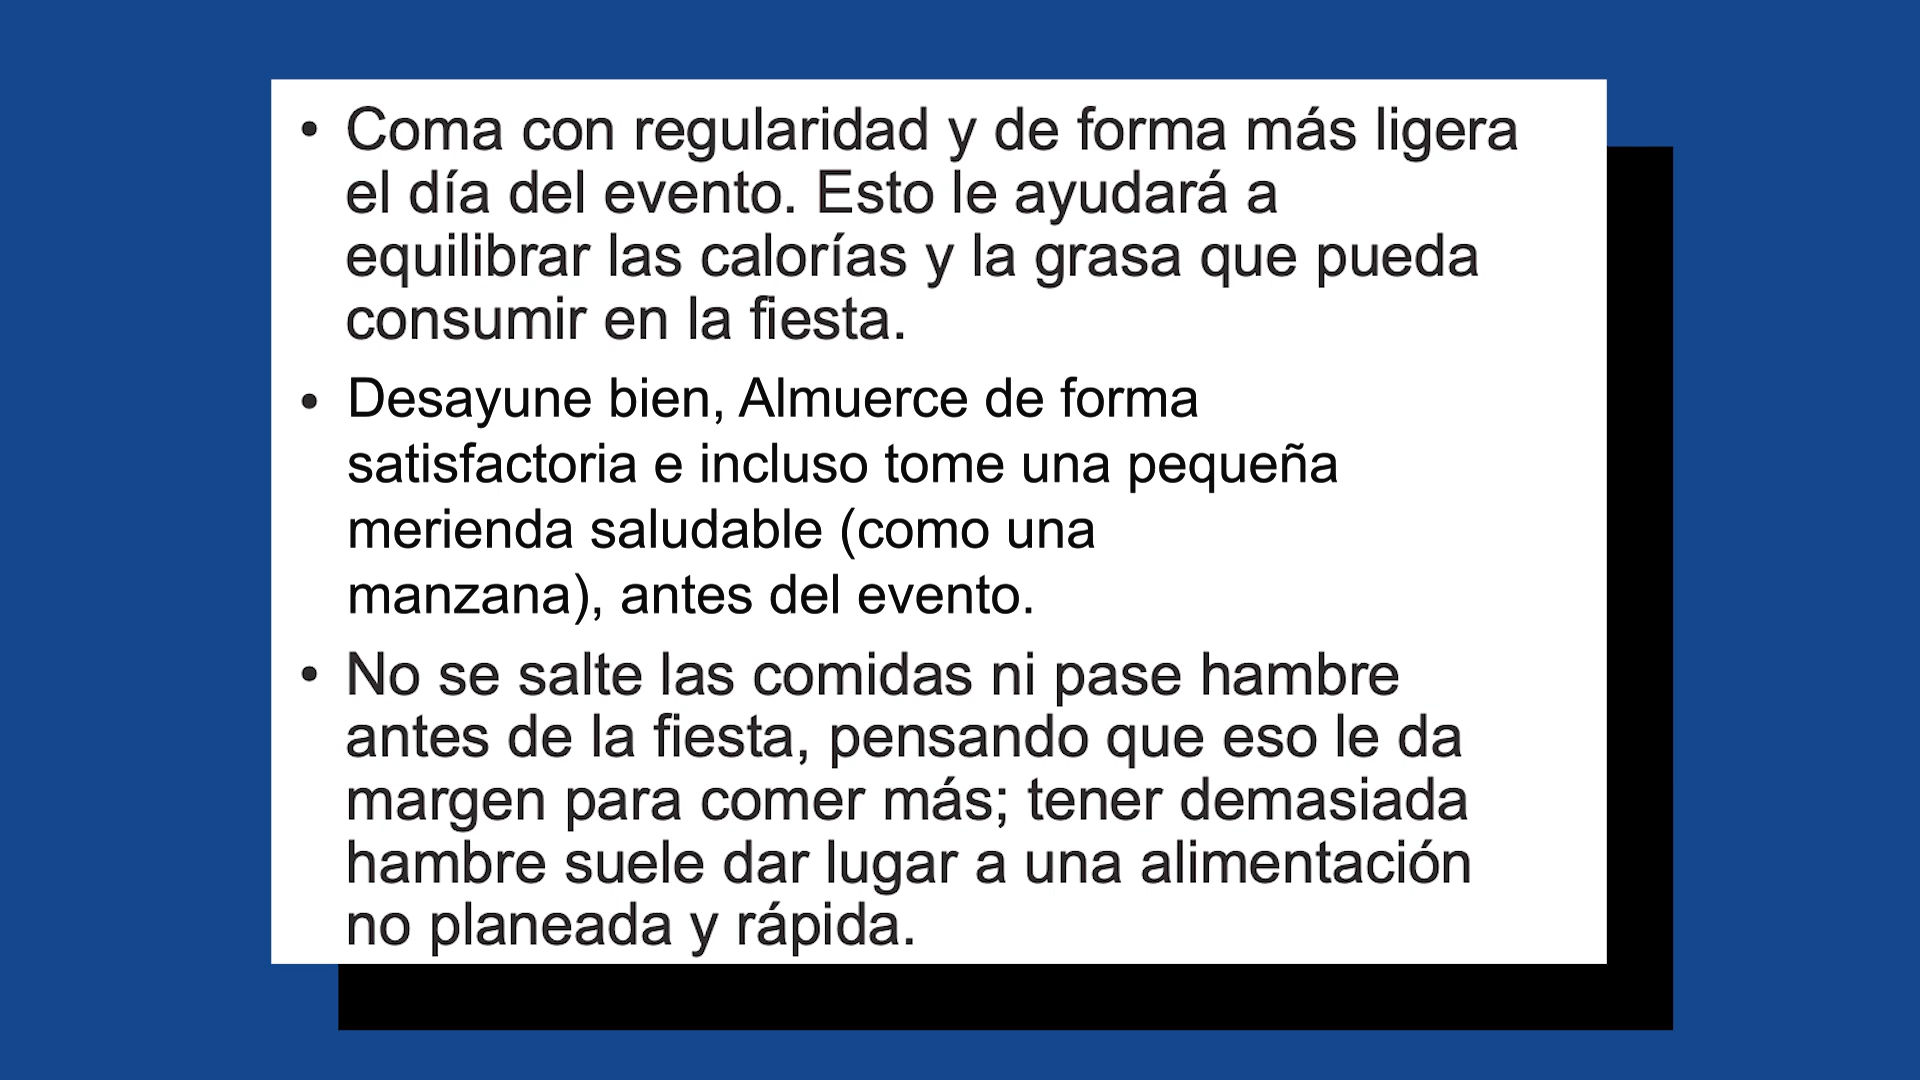 • Coma con regularidad y de forma más ligera
el día del evento. Esto le ayudará a
equilibrar las calorías y la grasa que pueda
consumir en la fiesta.
• Desayune bien, Almuerce de forma
satisfactoria e incluso tome una pequeña
merienda saludable (como una
manzana), antes del evento.
• No se salte las comidas ni pase hambre
antes de la fiesta, pensando que eso le da
margen para comer más; tener demasiada
hambre suele dar lugar a una alimentación
no planeada y rápida.